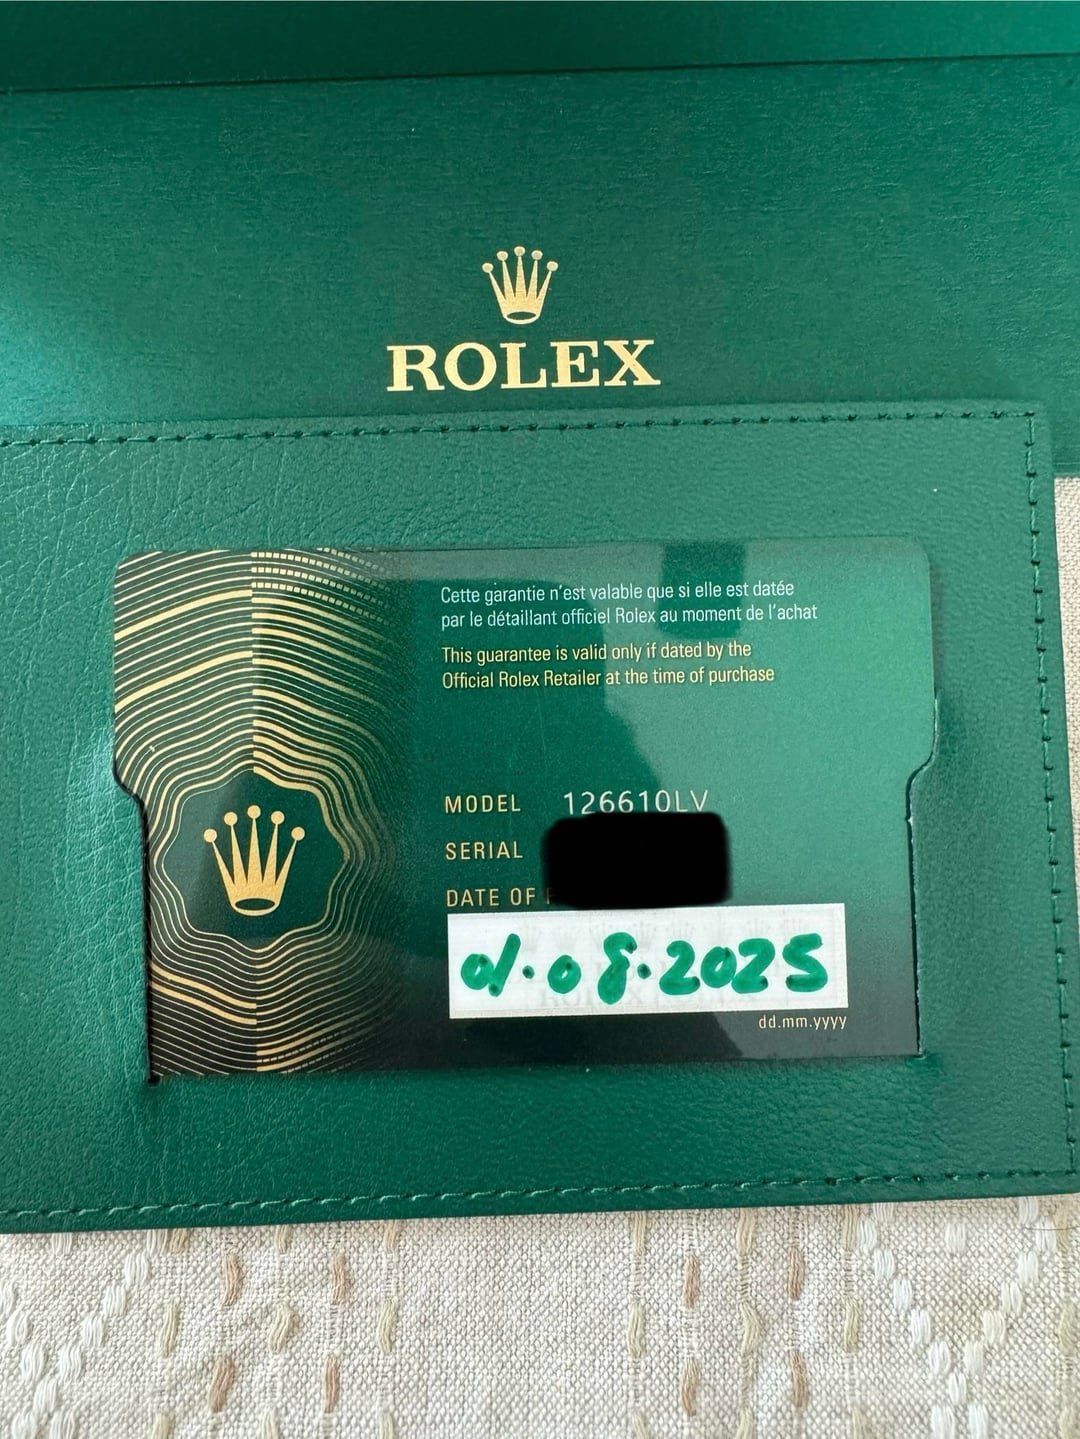 ROLEX
Cette garantie n'est valable que si elle est datée
par le détaillant officiel Rolex au moment de l'achat
This guarantee is valid only if dated by the
Official Rolex Retailer at the time of purchase
MODEL 126610LV
SERIAL
DATE OF
.08.2025
dd.mm.yyyy